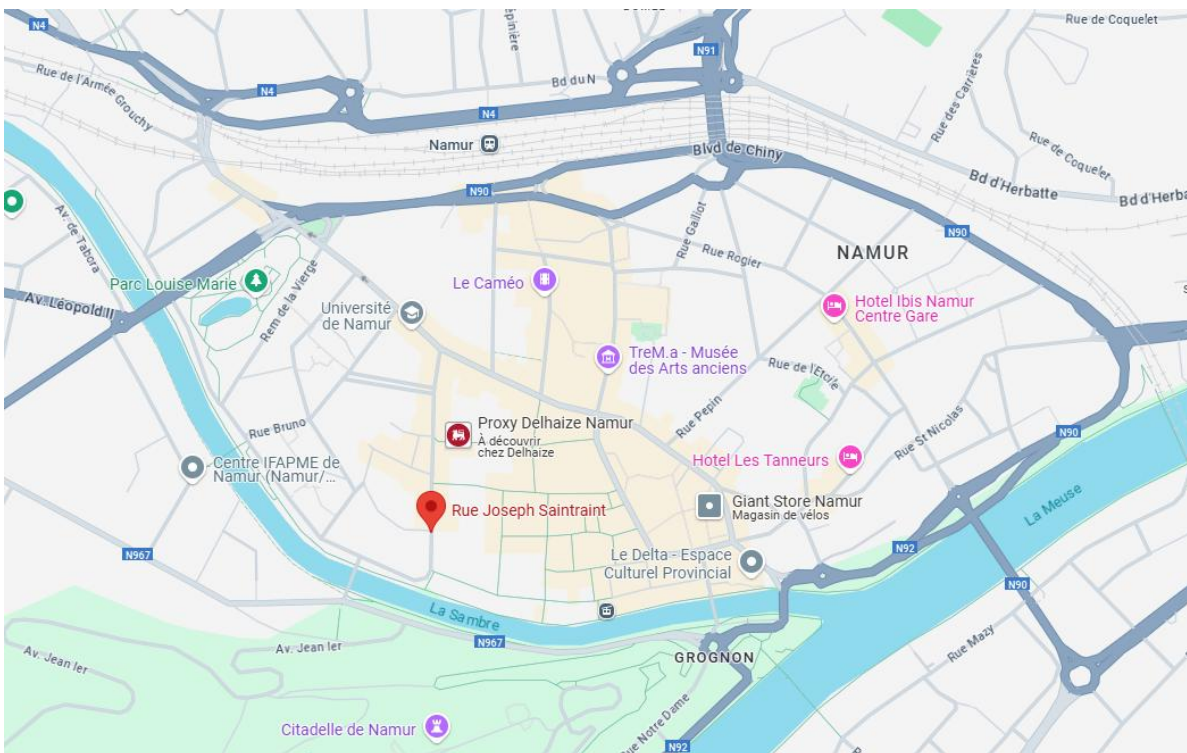 N4
Rue de l'Armée Grouchy
N4
N4
Bd du N
N91
Rue de Coquelet
Rue des Carrières
Rue de Coquelet
Namur
Blvd de Chiny
Bd d'Herbatte
Bd d'Herba
N90
N90
Av. de Tabora
Parc Louise Marie
Rem de la Vierge
Av. Léopold II
Université
de Namur
Le Caméo
Rue Gaillot
Rue Rogier
NAMUR
Hotel Ibis Namur
Centre Gare
TreM.a - Musée
des Arts anciens
Rue de l'Etoile
Rue Pepin
Rue St Nicolas
N90
Proxy Delhaize Namur
À découvrir
chez Delhaize
Rue Bruno
Centre IFAPME de
Namur (Namur/...
Hotel Les Tanneurs
Rue Joseph Saintraint
Giant Store Namur
Magasin de vélos
La Meuse
N967
Le Delta - Espace
Culturel Provincial
N92
N90
La Sambre
N967
Av. Jean Ier
Av. Jean Ier
GROGNON
Rue Mazy
Citadelle de Namur
Rue Notre Dame
N92